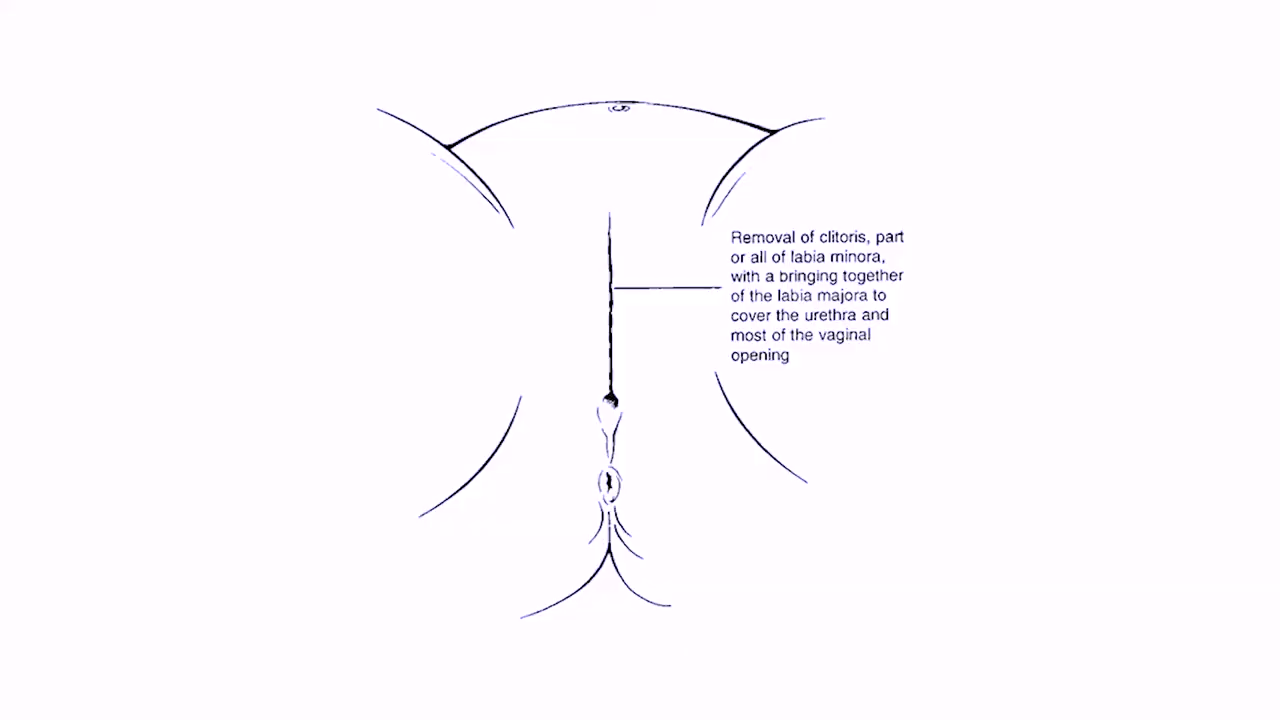 Removal of clitoris, part
or all of labia minora,
with a bringing together
of the labia majora to
cover the urethra and
most of the vaginal
opening